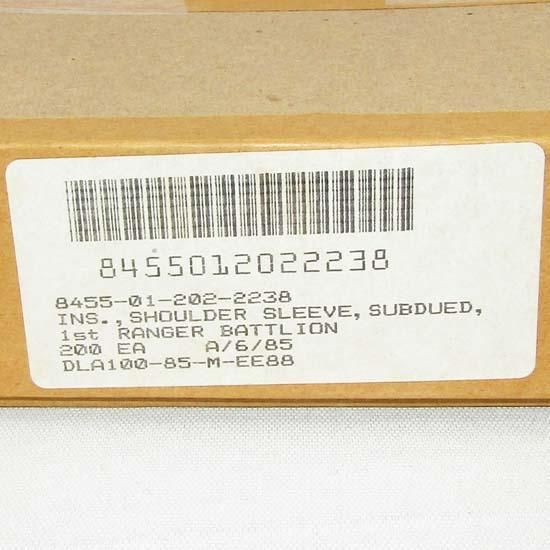 8455012022238
8455-01-202-2238
INS.,SHOULDER SLEEVE,SUBDUED,
1st RANGER BATTLION
200 EA A/6/85
DLA100-85-M-EE88